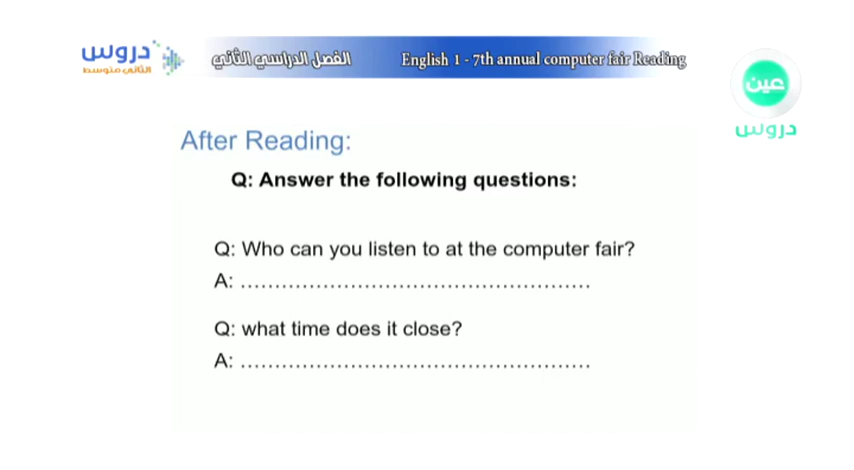 دروس
الثاني متوسط
الفصل الدراسي الثاني
English 1 - 7th annual computer fair Reading
عين
دروس
After Reading:
Q: Answer the following questions:
Q: Who can you listen to at the computer fair?
A: ...................................................
Q: what time does it close?
A: ...................................................